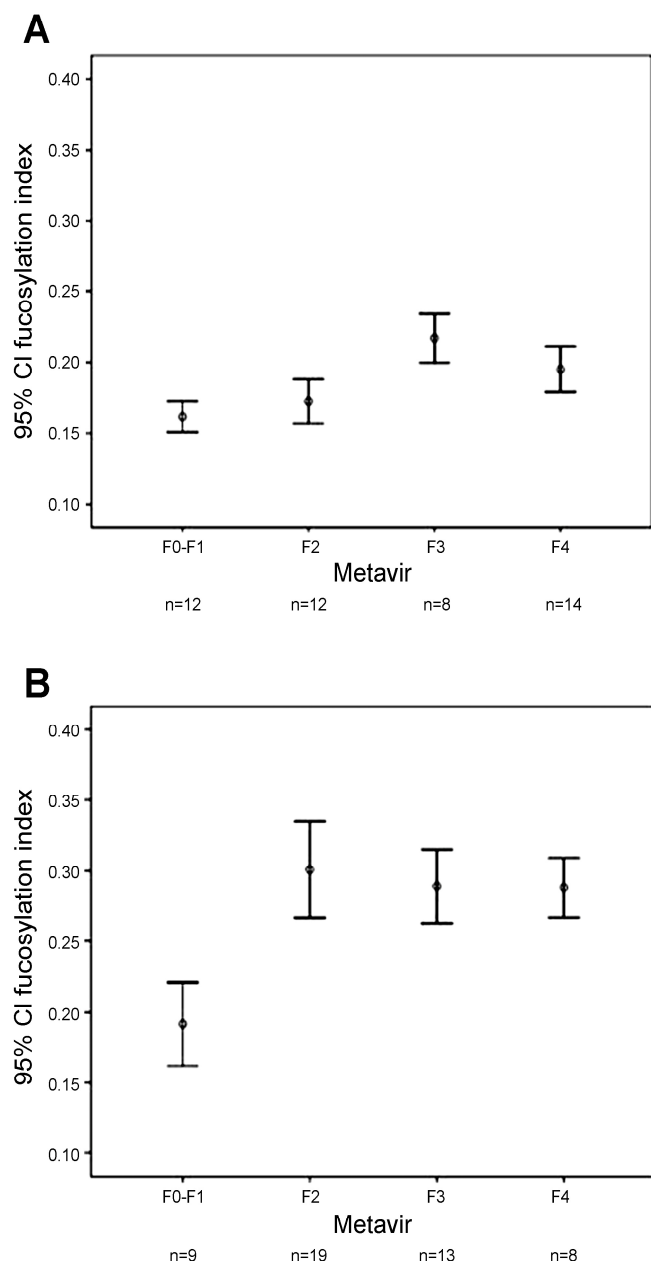 A
0.40
0.35
0.30
0.25
0.20
0.15
0.10
95% CI fucosylation index
F0-F1 F2 F3 F4
Metavir
n=12 n=12 n=8 n=14
B
0.40
0.35
0.30
0.25
0.20
0.15
0.10
95% CI fucosylation index
F0-F1 F2 F3 F4
Metavir
n=9 n=19 n=13 n=8